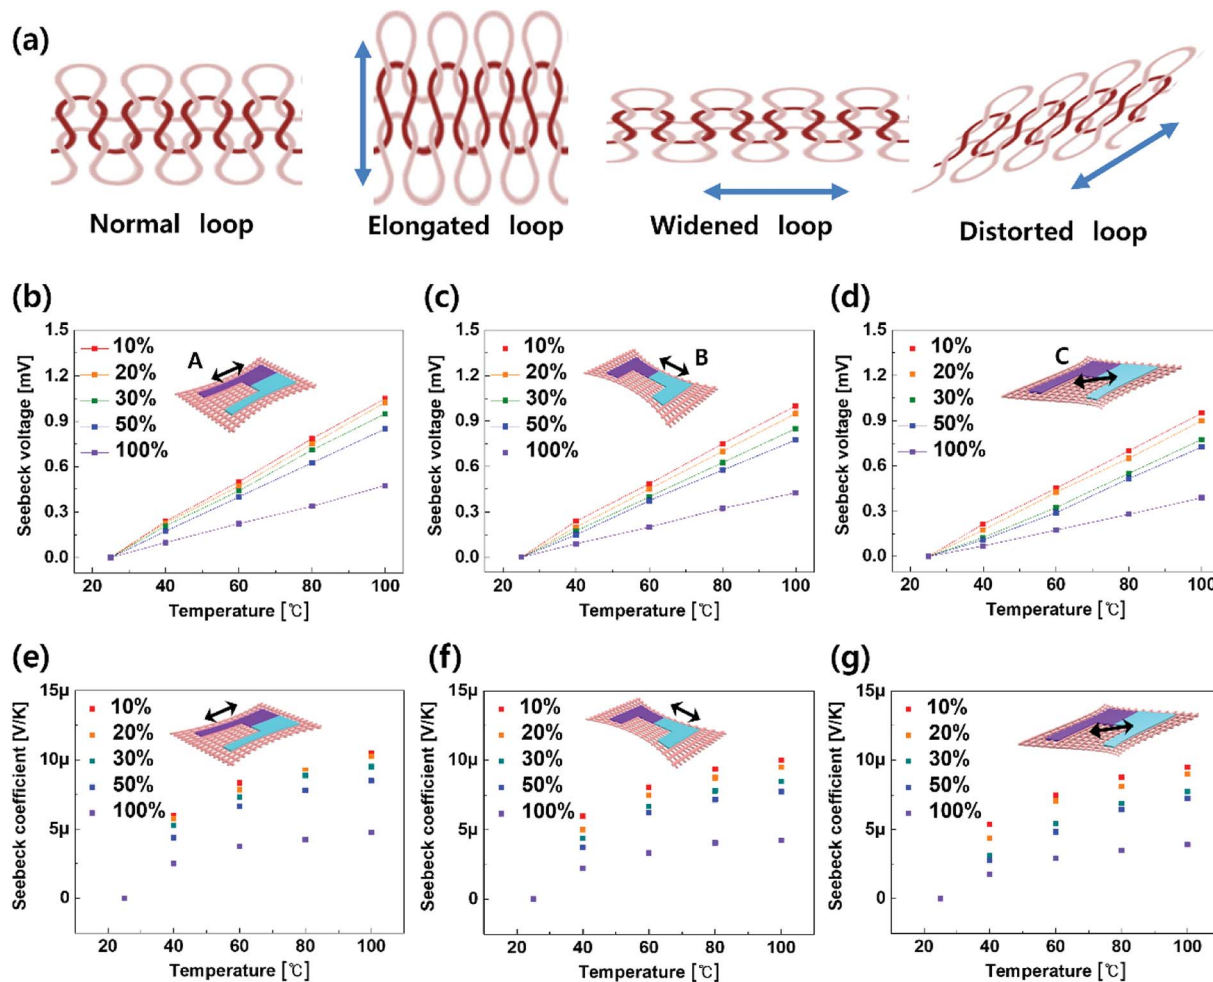 (a)
Normal loop
Elongated loop
Widened loop
Distorted loop
(b)
Seebeck voltage [mV]
1.5
1.2
0.9
0.6
0.3
0.0
10%
20%
30%
50%
100%
A
20 40 60 80 100
Temperature [℃]
(c)
Seebeck voltage [mV]
1.5
1.2
0.9
0.6
0.3
0.0
10%
20%
30%
50%
100%
B
20 40 60 80 100
Temperature [℃]
(d)
Seebeck voltage [mV]
1.5
1.2
0.9
0.6
0.3
0.0
10%
20%
30%
50%
100%
C
20 40 60 80 100
Temperature [℃]
(e)
Seebeck coefficient [V/K]
15µ
10µ
5µ
0
10%
20%
30%
50%
100%
20 40 60 80 100
Temperature [℃]
(f)
Seebeck coefficient [V/K]
15µ
10µ
5µ
0
10%
20%
30%
50%
100%
20 40 60 80 100
Temperature [℃]
(g)
Seebeck coefficient [V/K]
15µ
10µ
5µ
0
10%
20%
30%
50%
100%
20 40 60 80 100
Temperature [℃]